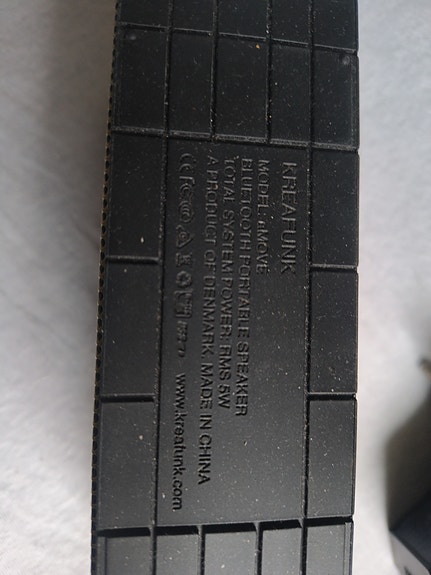 KREAFUNK
MODEL: aMOVE
BLUETOOTH PORTABLE SPEAKER
TOTAL SYSTEM POWER: RMS 5W
A PRODUCT OF DENMARK. MADE IN CHINA
www.kreafunk.com